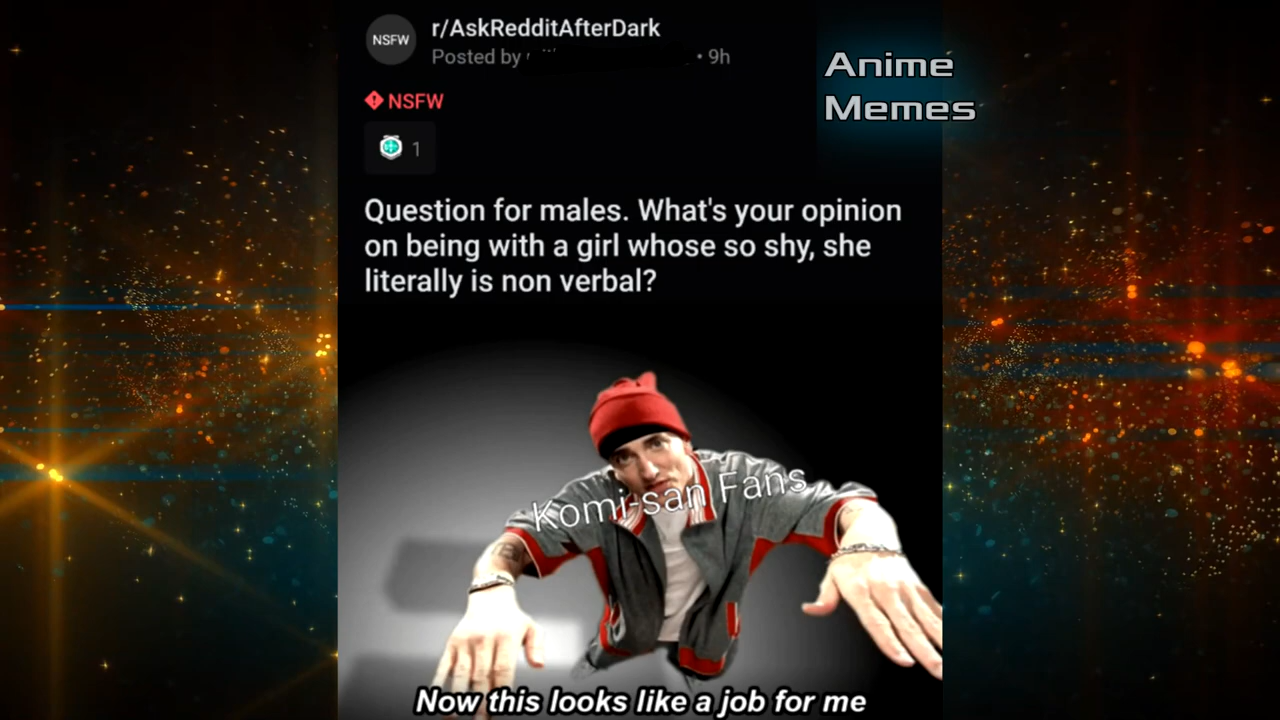 NSFW
r/AskRedditAfterDark
Posted by
• 9h
NSFW
1
Anime
Memes
Question for males. What's your opinion
on being with a girl whose so shy, she
literally is non verbal?
Komi-san Fans
Now this looks like a job for me